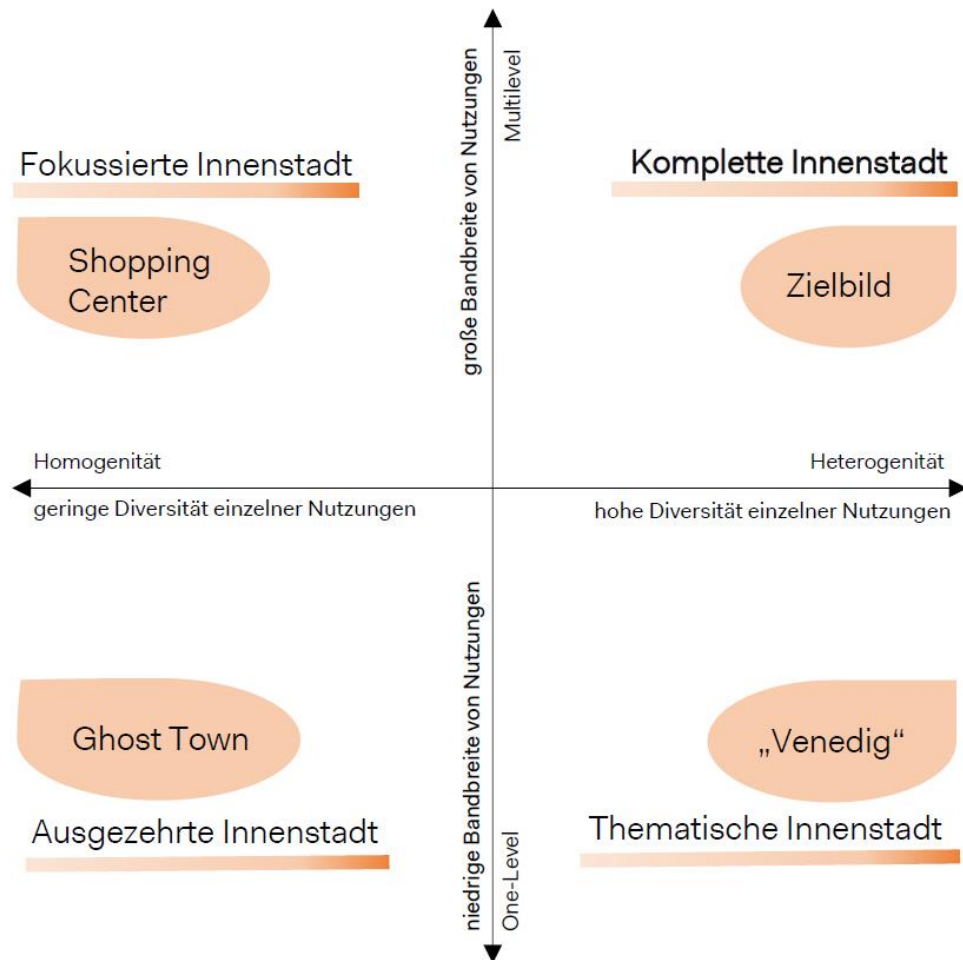 große Bandbreite von Nutzungen
Multilevel
Fokussierte Innenstadt
Komplette Innenstadt
Shopping
Center
Zielbild
Homogenität
Heterogenität
geringe Diversität einzelner Nutzungen
hohe Diversität einzelner Nutzungen
niedrige Bandbreite von Nutzungen
One-Level
Ghost Town
„Venedig“
Ausgezehrte Innenstadt
Thematische Innenstadt